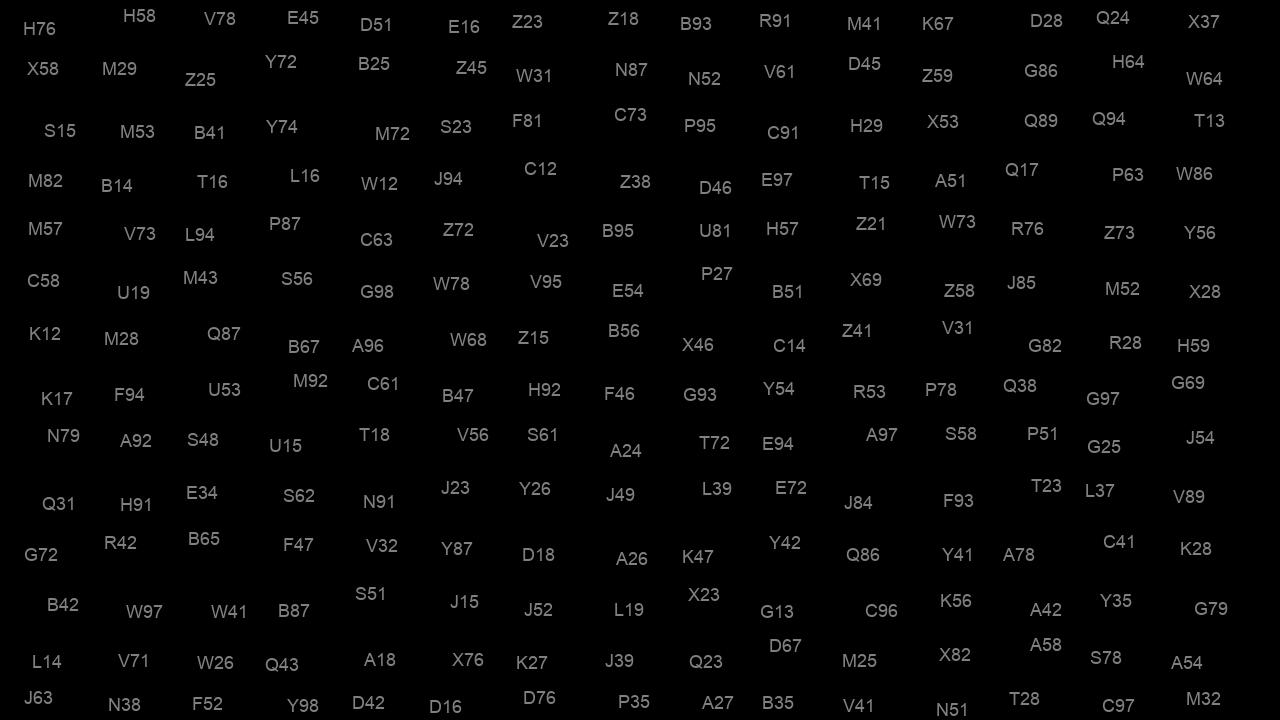 H76 H58 V78 E45 D51 E16 Z23 Z18 B93 R91 M41 K67 D28 Q24 X37
X58 M29 Z25 Y72 B25 Z45 W31 N87 N52 V61 D45 Z59 G86 H64 W64
S15 M53 B41 Y74 M72 S23 F81 C73 P95 C91 H29 X53 Q89 Q94 T13
M82 B14 T16 L16 W12 J94 C12 Z38 D46 E97 T15 A51 Q17 P63 W86
M57 V73 L94 P87 C63 Z72 V23 B95 U81 H57 Z21 W73 R76 Z73 Y56
C58 U19 M43 S56 G98 W78 V95 E54 P27 B51 X69 Z58 J85 M52 X28
K12 M28 Q87 B67 A96 W68 Z15 B56 X46 C14 Z41 V31 G82 R28 H59
K17 F94 U53 M92 C61 B47 H92 F46 G93 Y54 R53 P78 Q38 G97 G69
N79 A92 S48 U15 T18 V56 S61 A24 T72 E94 A97 S58 P51 G25 J54
Q31 H91 E34 S62 N91 J23 Y26 J49 L39 E72 J84 F93 T23 L37 V89
G72 R42 B65 F47 V32 Y87 D18 A26 K47 Y42 Q86 Y41 A78 C41 K28
B42 W97 W41 B87 S51 J15 J52 L19 X23 G13 C96 K56 A42 Y35 G79
L14 V71 W26 Q43 A18 X76 K27 J39 Q23 D67 M25 X82 A58 S78 A54
J63 N38 F52 Y98 D42 D16 D76 P35 A27 B35 V41 N51 T28 C97 M32